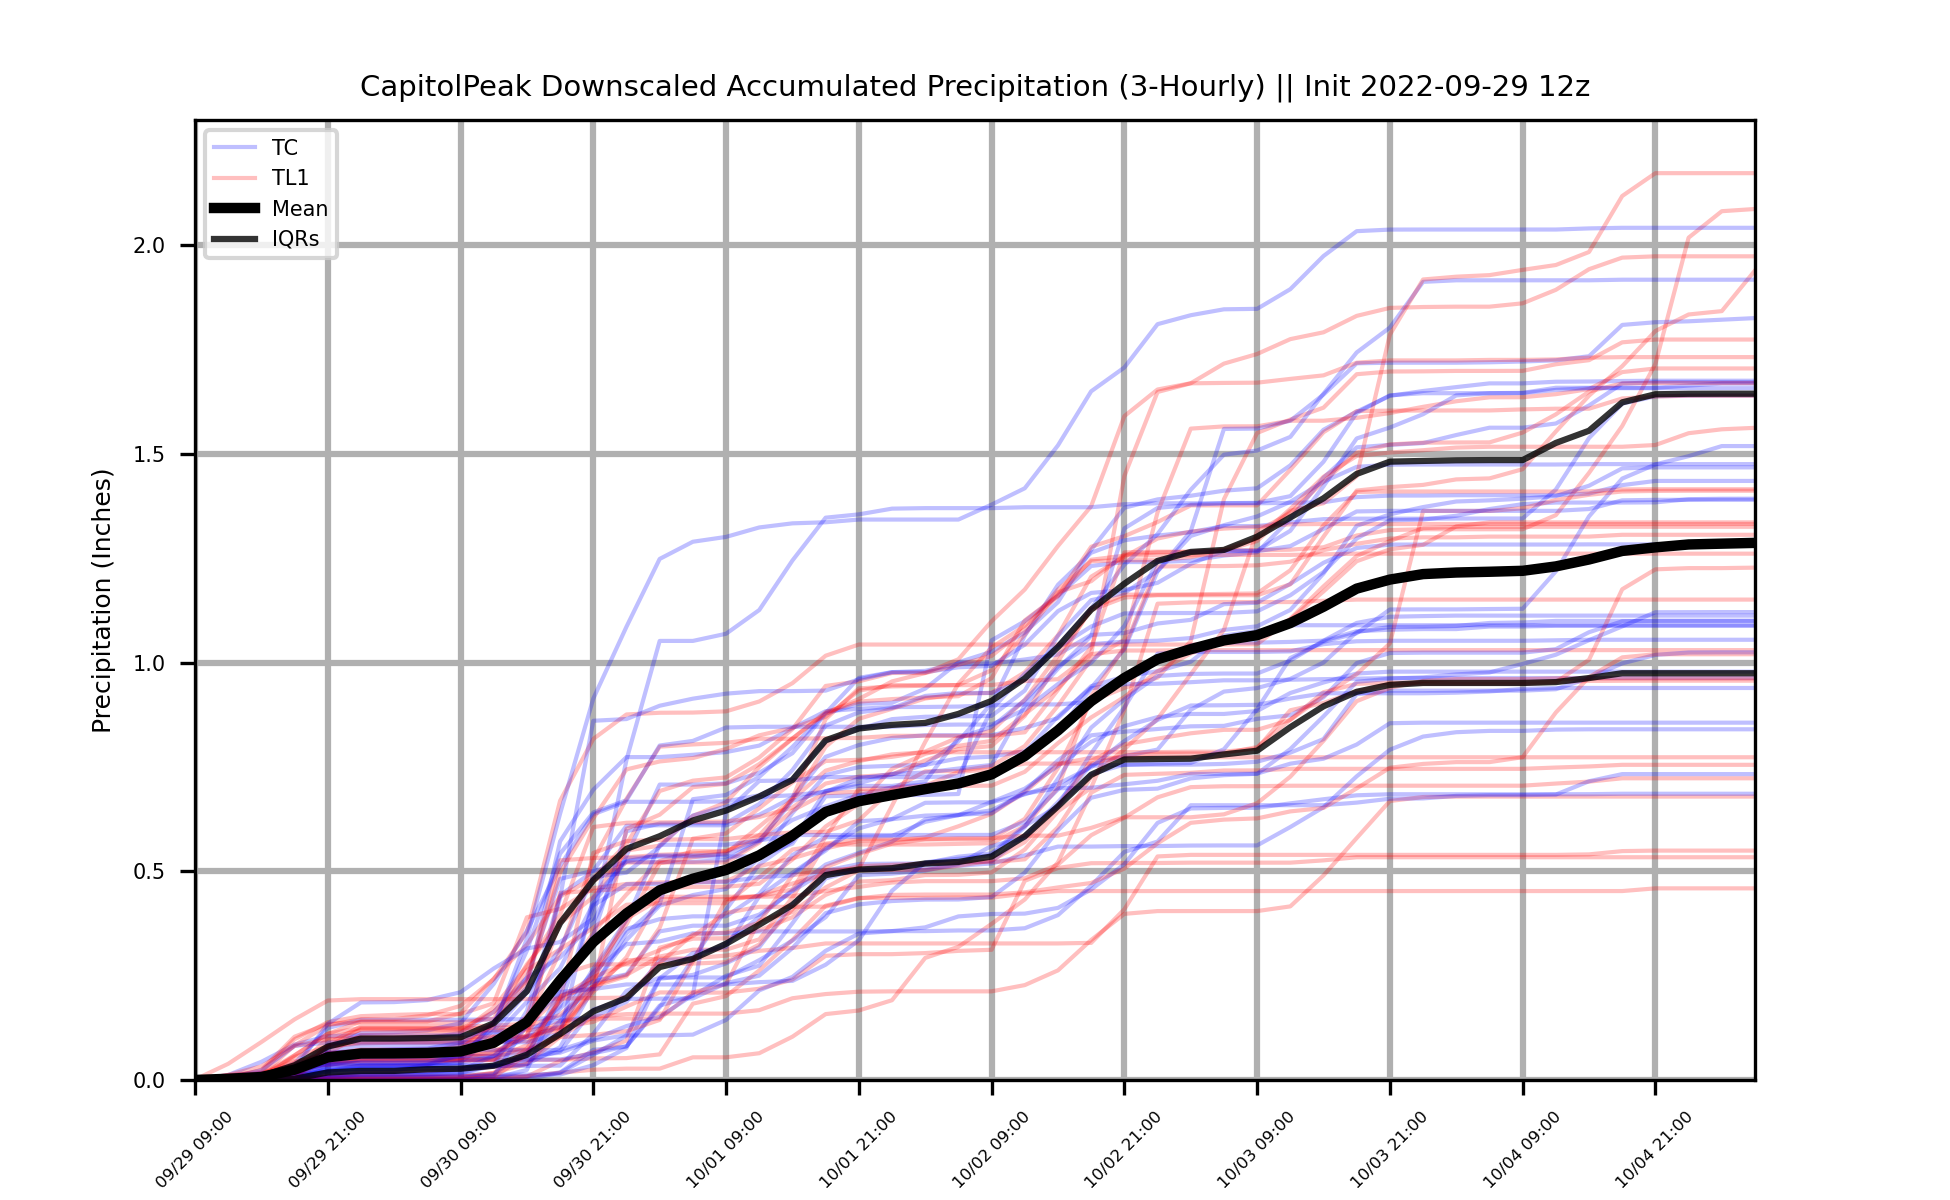 CapitolPeak Downscaled Accumulated Precipitation (3-Hourly) || Init 2022-09-29 12z
TC
TL1
Mean
IQRs
Precipitation (Inches)
2.0
1.5
1.0
0.5
0.0
09/29 09:00
09/29 21:00
09/30 09:00
09/30 21:00
10/01 09:00
10/01 21:00
10/02 09:00
10/02 21:00
10/03 09:00
10/03 21:00
10/04 09:00
10/04 21:00